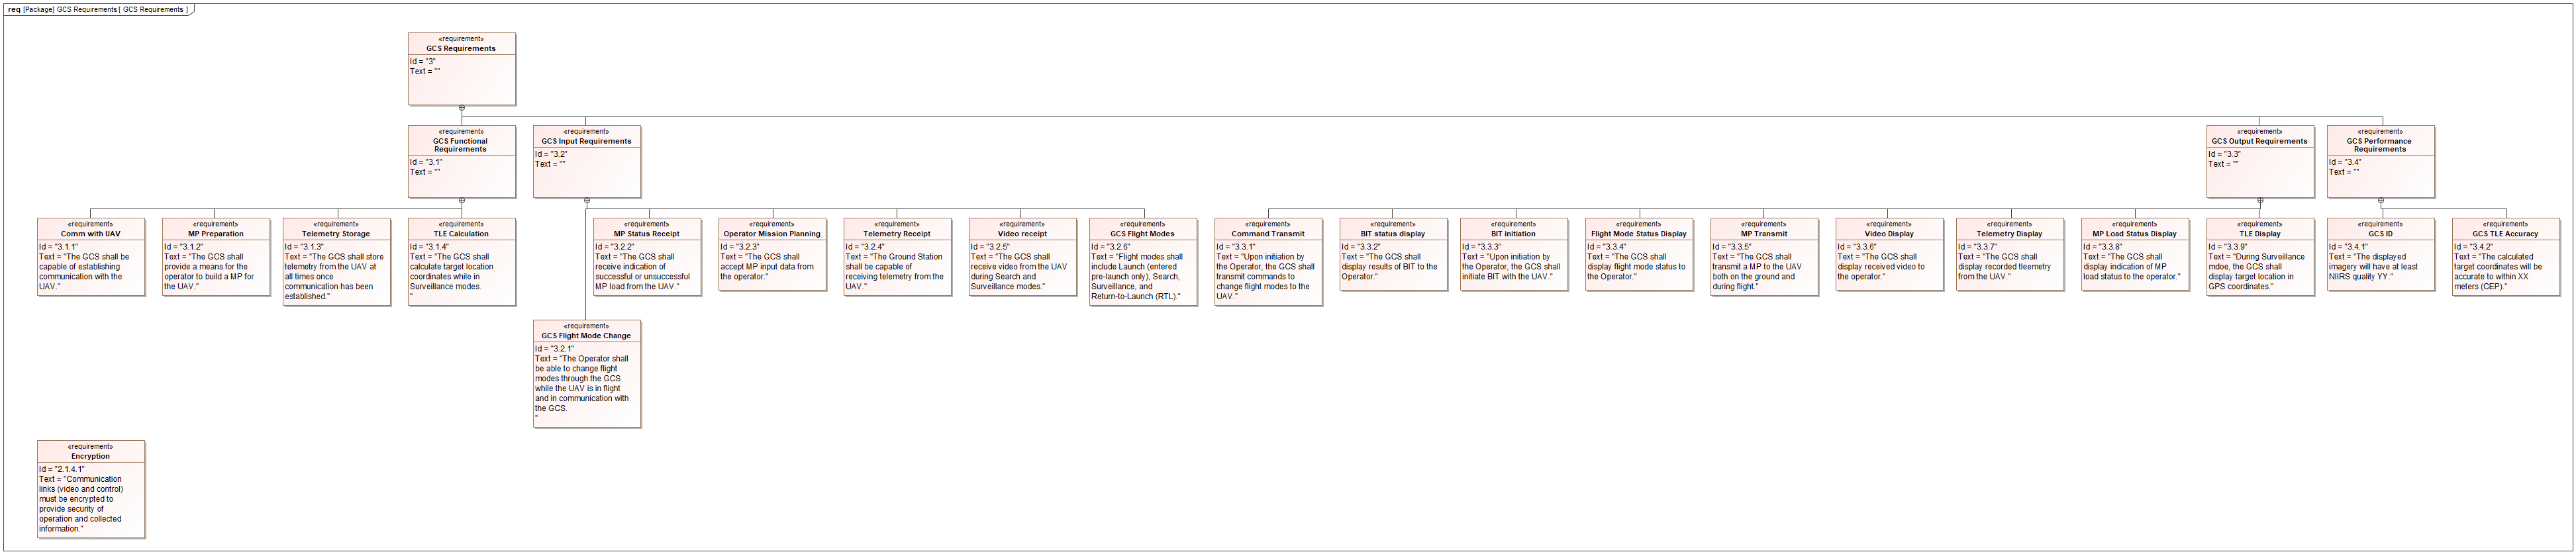 req [Package] GCS Requirements [ GCS Requirements ]
«requirement»
GCS Requirements
Id = "3"
Text = ""
«requirement»
GCS Functional
Requirements
Id = "3.1"
Text = ""
«requirement»
GCS Input Requirements
Id = "3.2"
Text = ""
«requirement»
GCS Output Requirements
Id = "3.3"
Text = ""
«requirement»
GCS Performance
Requirements
Id = "3.4"
Text = ""
«requirement»
Comm with UAV
Id = "3.1.1"
Text = "The GCS shall be
capable of establishing
communication with the
UAV."
«requirement»
MP Preparation
Id = "3.1.2"
Text = "The GCS shall
provide a means for the
operator to build a MP for
the UAV."
«requirement»
Telemetry Storage
Id = "3.1.3"
Text = "The GCS shall store
telemetry from the UAV at
all times once
communication has been
established."
«requirement»
TLE Calculation
Id = "3.1.4"
Text = "The GCS shall
calculate target location
coordinates while in
Surveillance modes.
"
«requirement»
MP Status Receipt
Id = "3.2.2"
Text = "The GCS shall
receive indication of
successful or unsuccessful
MP load from the UAV."
«requirement»
Operator Mission Planning
Id = "3.2.3"
Text = "The GCS shall
accept MP input data from
the operator."
«requirement»
Telemetry Receipt
Id = "3.2.4"
Text = "The Ground Station
shall be capable of
receiving telemetry from the
UAV."
«requirement»
Video receipt
Id = "3.2.5"
Text = "The GCS shall
receive video from the UAV
during Search and
Surveillance modes."
«requirement»
GCS Flight Modes
Id = "3.2.6"
Text = "Flight modes shall
include Launch (entered
pre-launch only), Search,
Surveillance, and
Return-to-Launch (RTL)."
«requirement»
Command Transmit
Id = "3.3.1"
Text = "Upon initiation by
the Operator, the GCS shall
transmit commands to
change flight modes to the
UAV."
«requirement»
BIT status display
Id = "3.3.2"
Text = "The GCS shall
display results of BIT to the
Operator."
«requirement»
BIT initiation
Id = "3.3.3"
Text = "Upon initiation by
the Operator, the GCS shall
initiate BIT with the UAV."
«requirement»
Flight Mode Status Display
Id = "3.3.4"
Text = "The GCS shall
display flight mode status to
the Operator."
«requirement»
MP Transmit
Id = "3.3.5"
Text = "The GCS shall
transmit a MP to the UAV
both on the ground and
during flight."
«requirement»
Video Display
Id = "3.3.6"
Text = "The GCS shall
display received video to
the operator."
«requirement»
Telemetry Display
Id = "3.3.7"
Text = "The GCS shall
display recorded tleemetry
from the UAV."
«requirement»
MP Load Status Display
Id = "3.3.8"
Text = "The GCS shall
display indication of MP
load status to the operator."
«requirement»
TLE Display
Id = "3.3.9"
Text = "During Surveillance
mdoe, the GCS shall
display target location in
GPS coordinates."
«requirement»
GCS ID
Id = "3.4.1"
Text = "The displayed
imagery will have at least
NIIRS quality YY."
«requirement»
GCS TLE Accuracy
Id = "3.4.2"
Text = "The calculated
target coordinates will be
accurate to within XX
meters (CEP)."
«requirement»
GCS Flight Mode Change
Id = "3.2.1"
Text = "The Operator shall
be able to change flight
modes through the GCS
while the UAV is in flight
and in communication with
the GCS.
"
«requirement»
Encryption
Id = "2.1.4.1"
Text = "Communication
links (video and control)
must be encrypted to
provide security of
operation and collected
information."